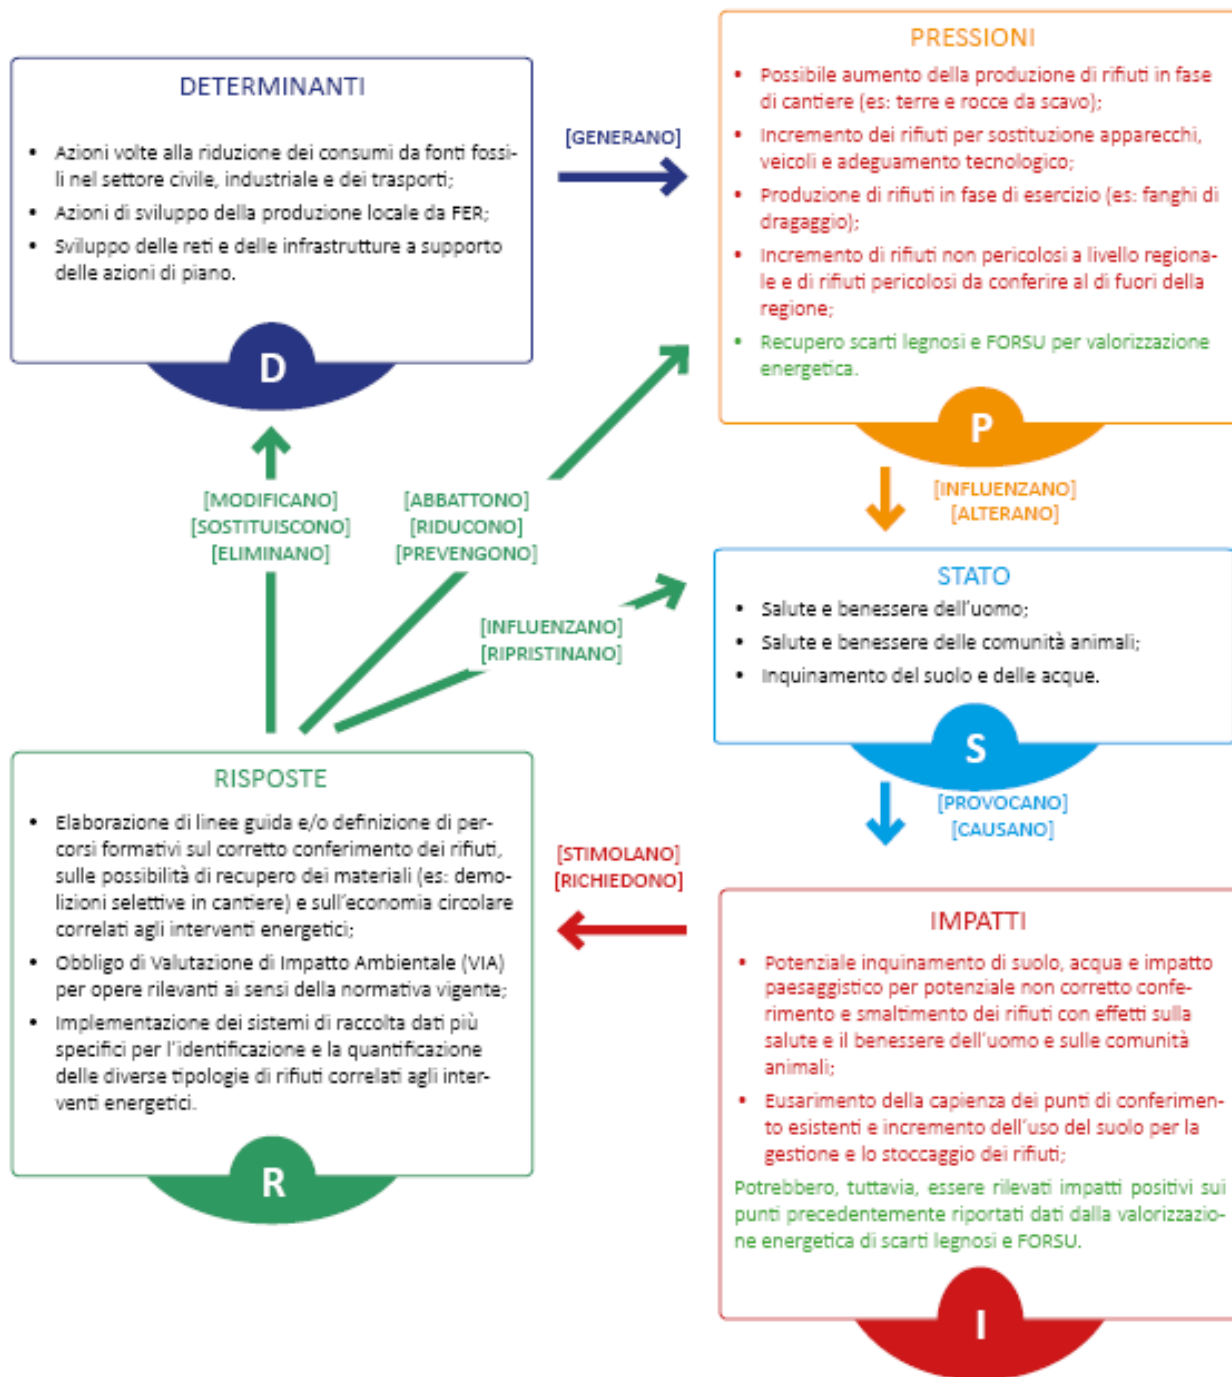 DETERMINANTI
• Azioni volte alla riduzione dei consumi da fonti fossi-
li nel settore civile, industriale e dei trasporti;
• Azioni di sviluppo della produzione locale da FER;
• Sviluppo delle reti e delle infrastrutture a supporto
delle azioni di piano.
D
[GENERANO]
PRESSIONI
• Possibile aumento della produzione di rifiuti in fase
di cantiere (es: terre e rocce da scavo);
• Incremento dei rifiuti per sostituzione apparecchi,
veicoli e adeguamento tecnologico;
• Produzione di rifiuti in fase di esercizio (es: fanghi di
dragaggio);
• Incremento di rifiuti non pericolosi a livello regiona-
le e di rifiuti pericolosi da conferire al di fuori della
regione;
• Recupero scarti legnosi e FORSU per valorizzazione
energetica.
P
[MODIFICANO]
[SOSTITUISCONO]
[ELIMINANO]
[ABBATTONO]
[RIDUCONO]
[PREVENGONO]
[INFLUENZANO]
[RIPRISTINANO]
[INFLUENZANO]
[ALTERANO]
STATO
• Salute e benessere dell'uomo;
• Salute e benessere delle comunità animali;
• Inquinamento del suolo e delle acque.
S
[PROVOCANO]
[CAUSANO]
RISPOSTE
• Elaborazione di linee guida e/o definizione di per-
corsi formativi sul corretto conferimento dei rifiuti,
sulle possibilità di recupero dei materiali (es: demo-
lizioni selettive in cantiere) e sull'economia circolare
correlati agli interventi energetici;
• Obbligo di Valutazione di Impatto Ambientale (VIA)
per opere rilevanti ai sensi della normativa vigente;
• Implementazione dei sistemi di raccolta dati più
specifici per l'identificazione e la quantificazione
delle diverse tipologie di rifiuti correlati agli inter-
venti energetici.
R
[STIMOLANO]
[RICHIEDONO]
IMPATTI
• Potenziale inquinamento di suolo, acqua e impatto
paesaggistico per potenziale non corretto confe-
rimento e smaltimento dei rifiuti con effetti sulla
salute e il benessere dell'uomo e sulle comunità
animali;
• Eusarimento della capienza dei punti di conferimen-
to esistenti e incremento dell'uso del suolo per la
gestione e lo stoccaggio dei rifiuti;
Potrebbero, tuttavia, essere rilevati impatti positivi sui
punti precedentemente riportati dati dalla valorizzazio-
ne energetica di scarti legnosi e FORSU.
I